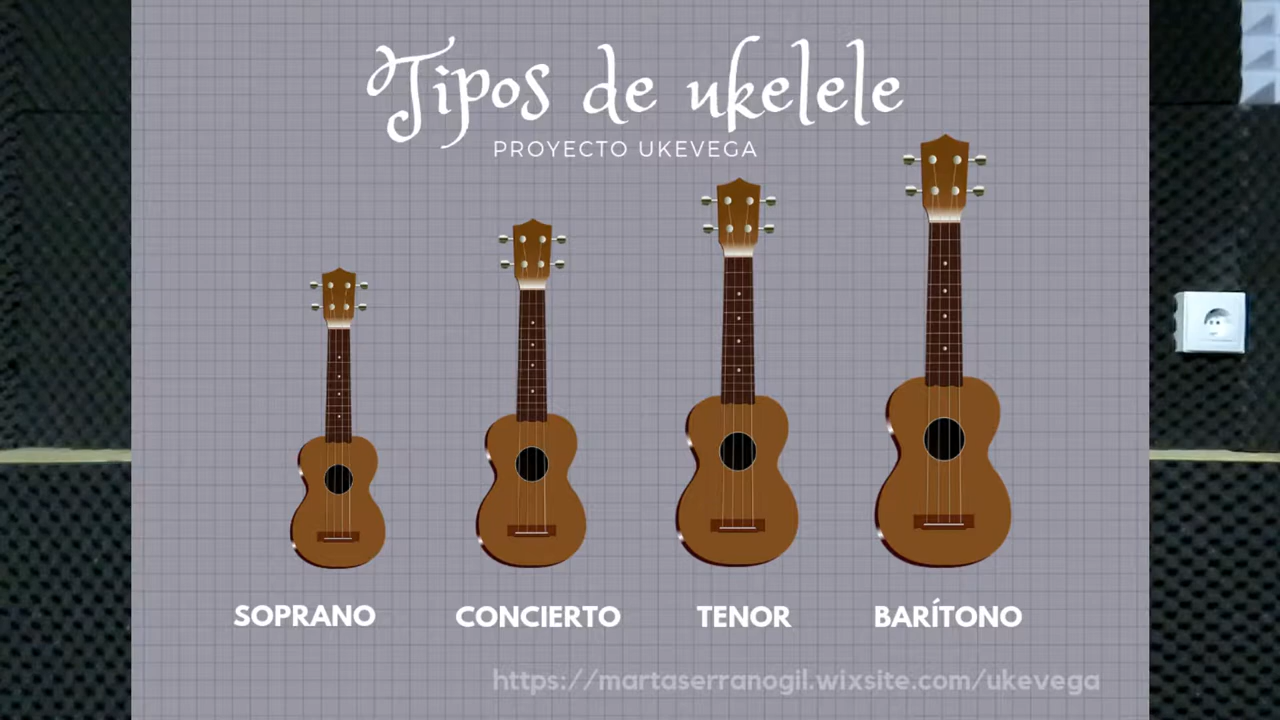 Tipos de ukelele
PROYECTO UKEVEGA
SOPRANO CONCIERTO TENOR BARÍTONO
https://martaserranogil.wixsite.com/ukevega